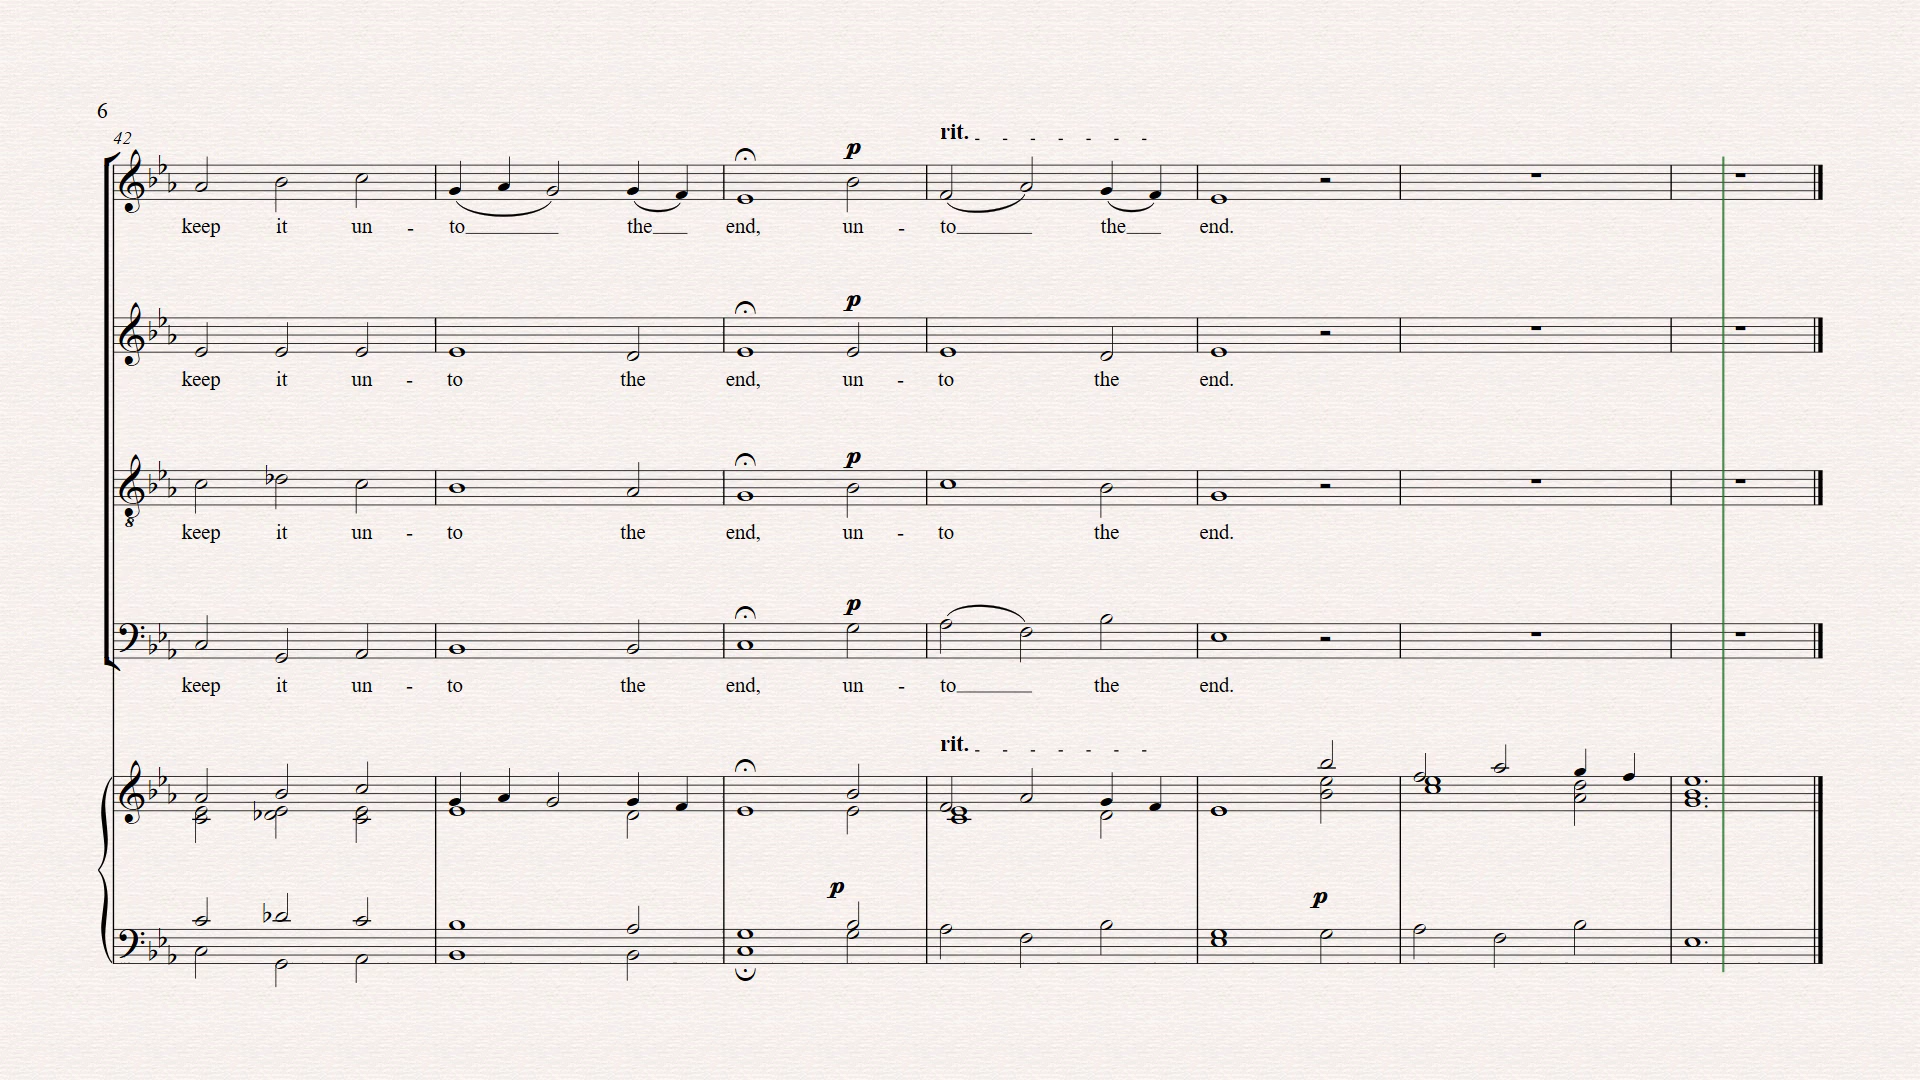 6
42
rit. - - - - - - -
p
keep it un - to the end, un - to the end.
p
keep it un - to the end, un - to the end.
p
8
keep it un - to the end, un - to the end.
p
keep it un - to the end, un - to the end.
rit. - - - - - - -
p p